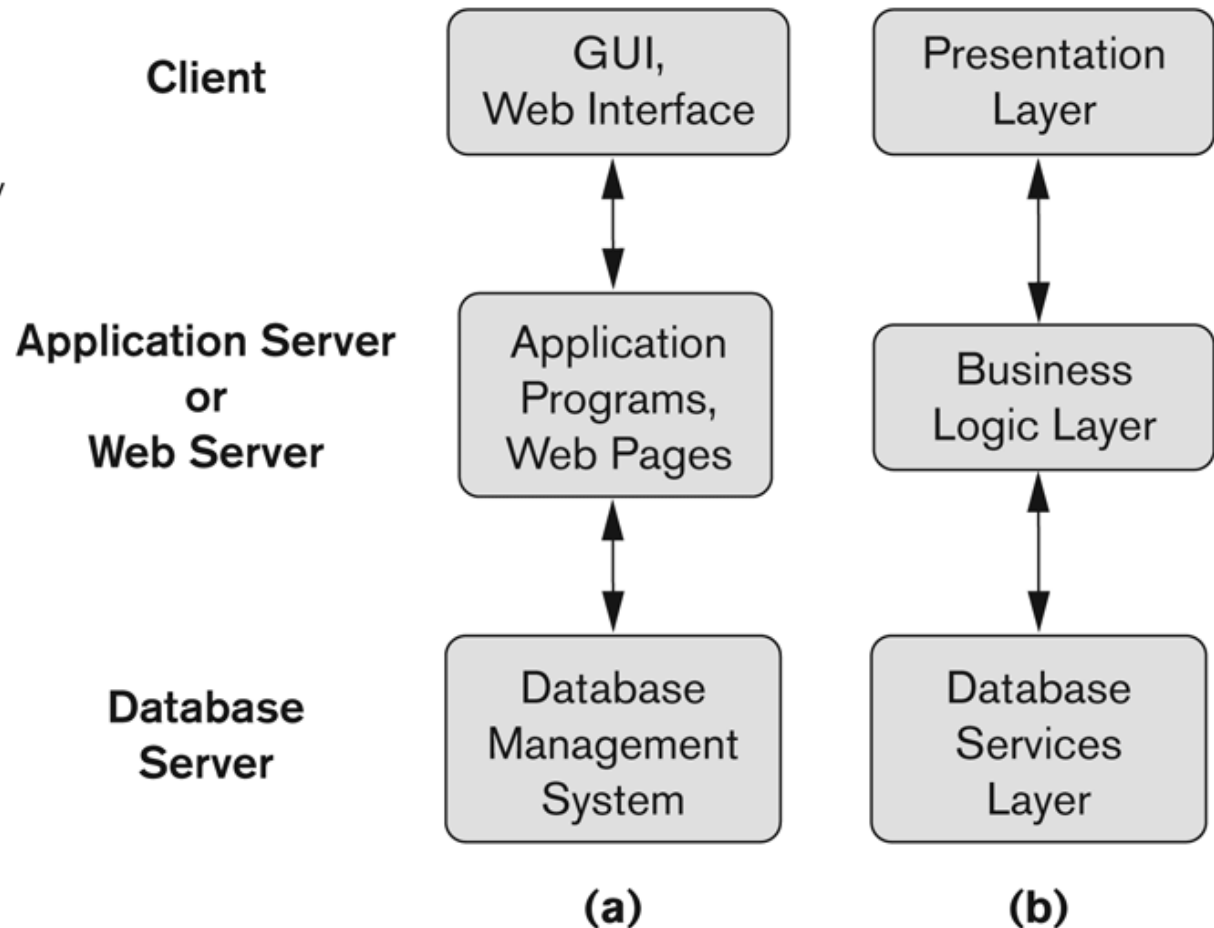 Client
GUI,
Web Interface
Presentation
Layer
Application Server
or
Web Server
Application
Programs,
Web Pages
Business
Logic Layer
Database
Server
Database
Management
System
Database
Services
Layer
(a)
(b)